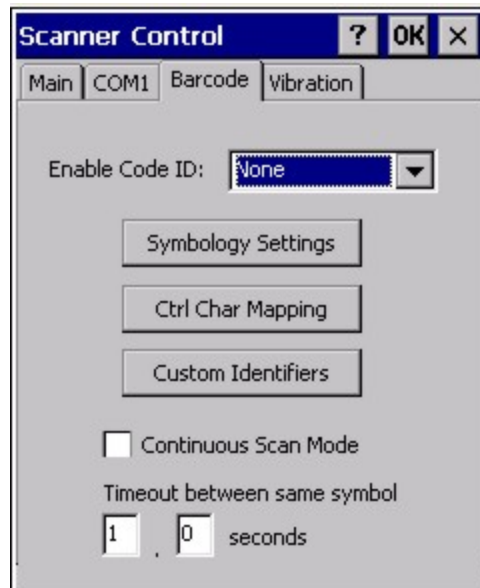 Scanner Control ? OK ×
Main COM1 Barcode Vibration
Enable Code ID: None
Symbology Settings
Ctrl Char Mapping
Custom Identifiers
Continuous Scan Mode
Timeout between same symbol
1 . 0 seconds